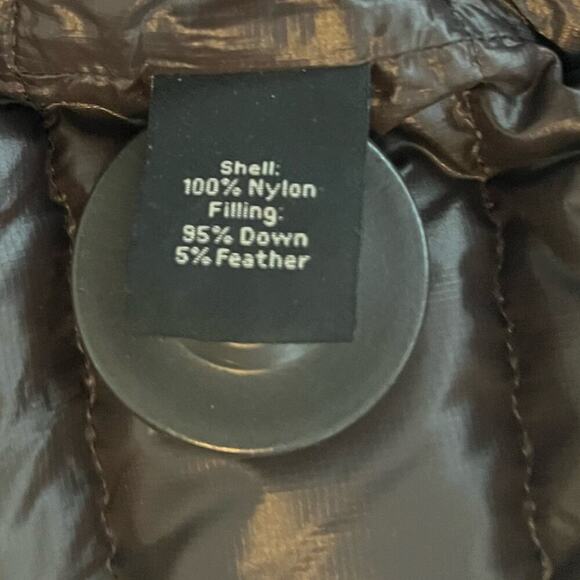 Shell:
100% Nylon
Filling:
95% Down
5% Feather